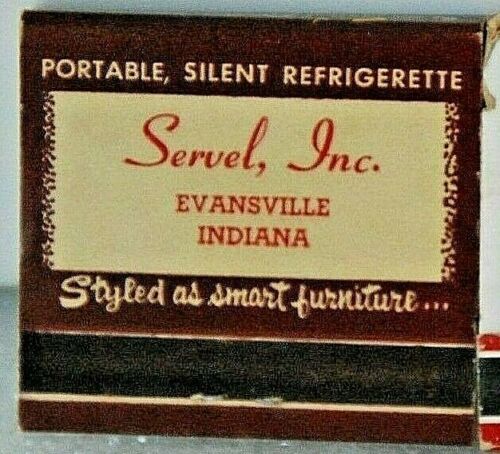 PORTABLE, SILENT REFRIGERETTE
Servel, Inc.
EVANSVILLE
INDIANA
Styled as smart furniture...